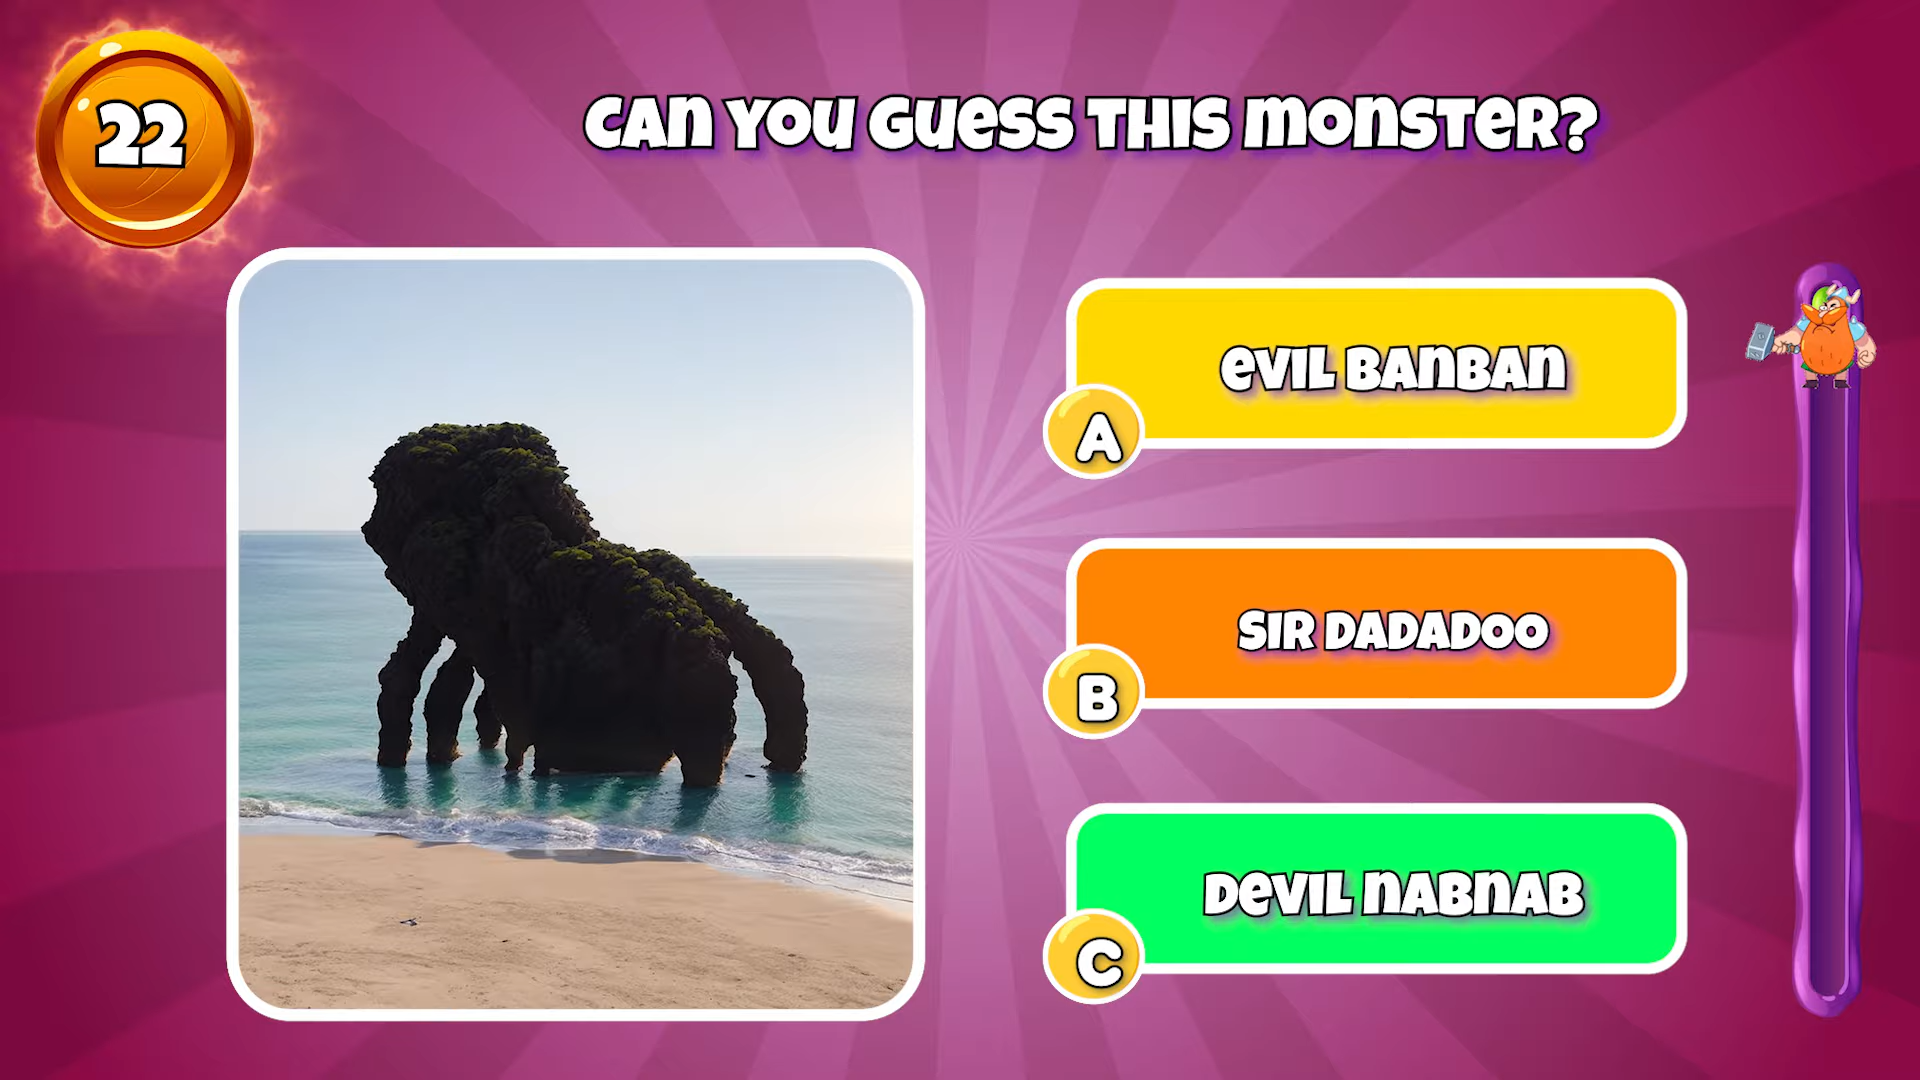 22
CAN YOU GUESS THIS MONSTER?
EVIL BANBAN
A
SIR DADADOO
B
DEVIL NABNAB
C